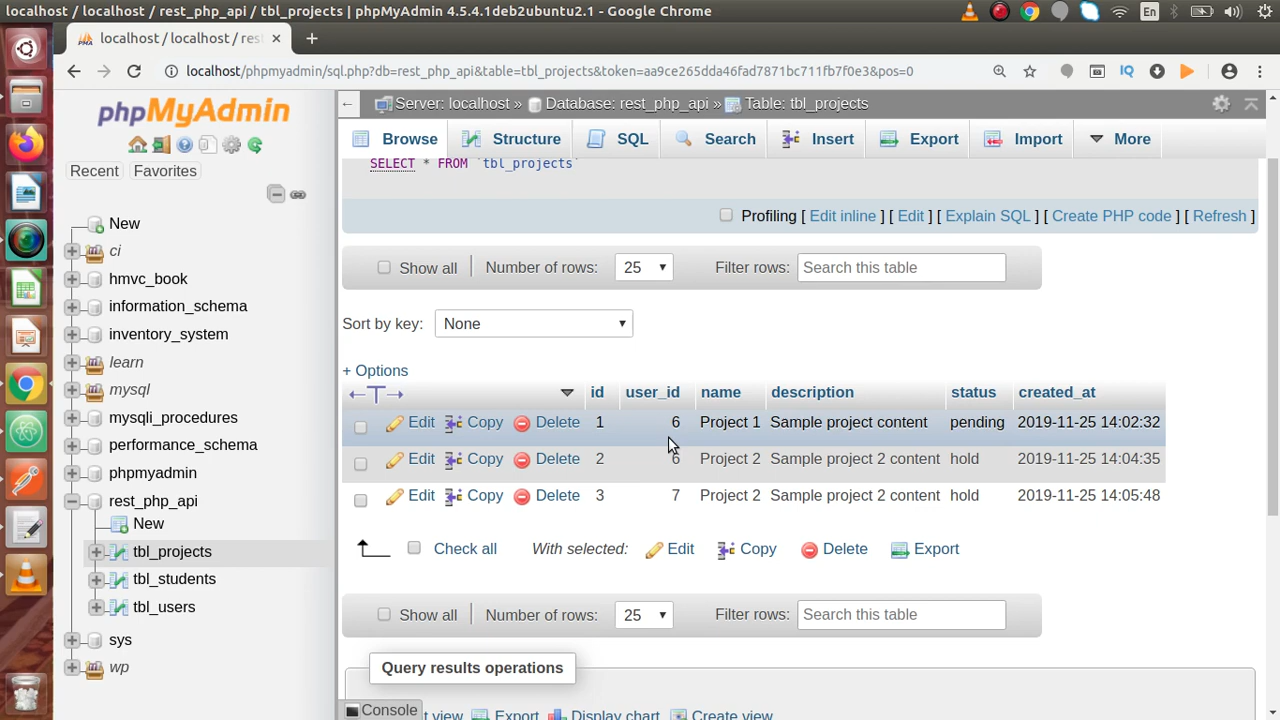 localhost / localhost / rest_php_api / tbl_projects | phpMyAdmin 4.5.4.1deb2ubuntu2.1 - Google Chrome
En
PMA localhost / localhost / res
localhost/phpmyadmin/sql.php?db=rest_php_api&table=tbl_projects&token=aa9ce265dda46fad7871bc711fb7f0e3&pos=0
IQ
phpMyAdmin
Recent Favorites
New
ci
hmvc_book
information_schema
inventory_system
learn
mysql
mysqli_procedures
performance_schema
phpmyadmin
rest_php_api
New
tbl_projects
tbl_students
tbl_users
sys
wp
Server: localhost » Database: rest_php_api » Table: tbl_projects
Browse Structure SQL Search Insert Export Import More
SELECT * FROM `tbl_projects`
Profiling [ Edit inline ] [ Edit ] [ Explain SQL ] [ Create PHP code ] [ Refresh ]
Show all Number of rows: 25 Filter rows: Search this table
Sort by key: None
+ Options
←T→ id user_id name description status created_at
Edit Copy Delete 1 6 Project 1 Sample project content pending 2019-11-25 14:02:32
Edit Copy Delete 2 6 Project 2 Sample project 2 content hold 2019-11-25 14:04:35
Edit Copy Delete 3 7 Project 2 Sample project 2 content hold 2019-11-25 14:05:48
Check all With selected: Edit Copy Delete Export
Show all Number of rows: 25 Filter rows: Search this table
Query results operations
Console
t view Export Display chart Create view